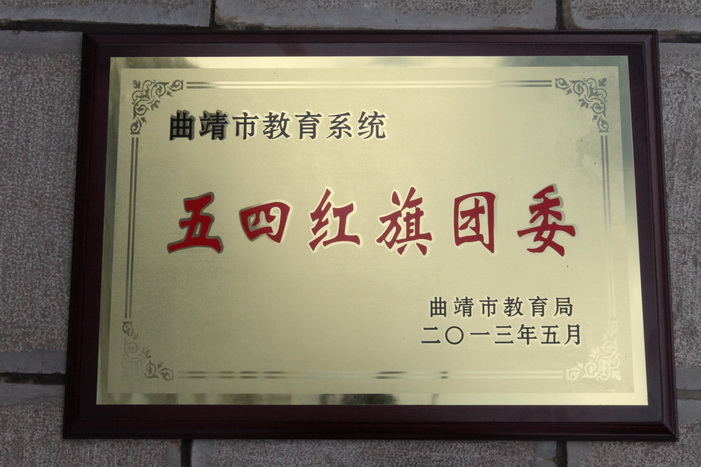 曲靖市教育系统
五四红旗团委
曲靖市教育局
二〇一三年五月